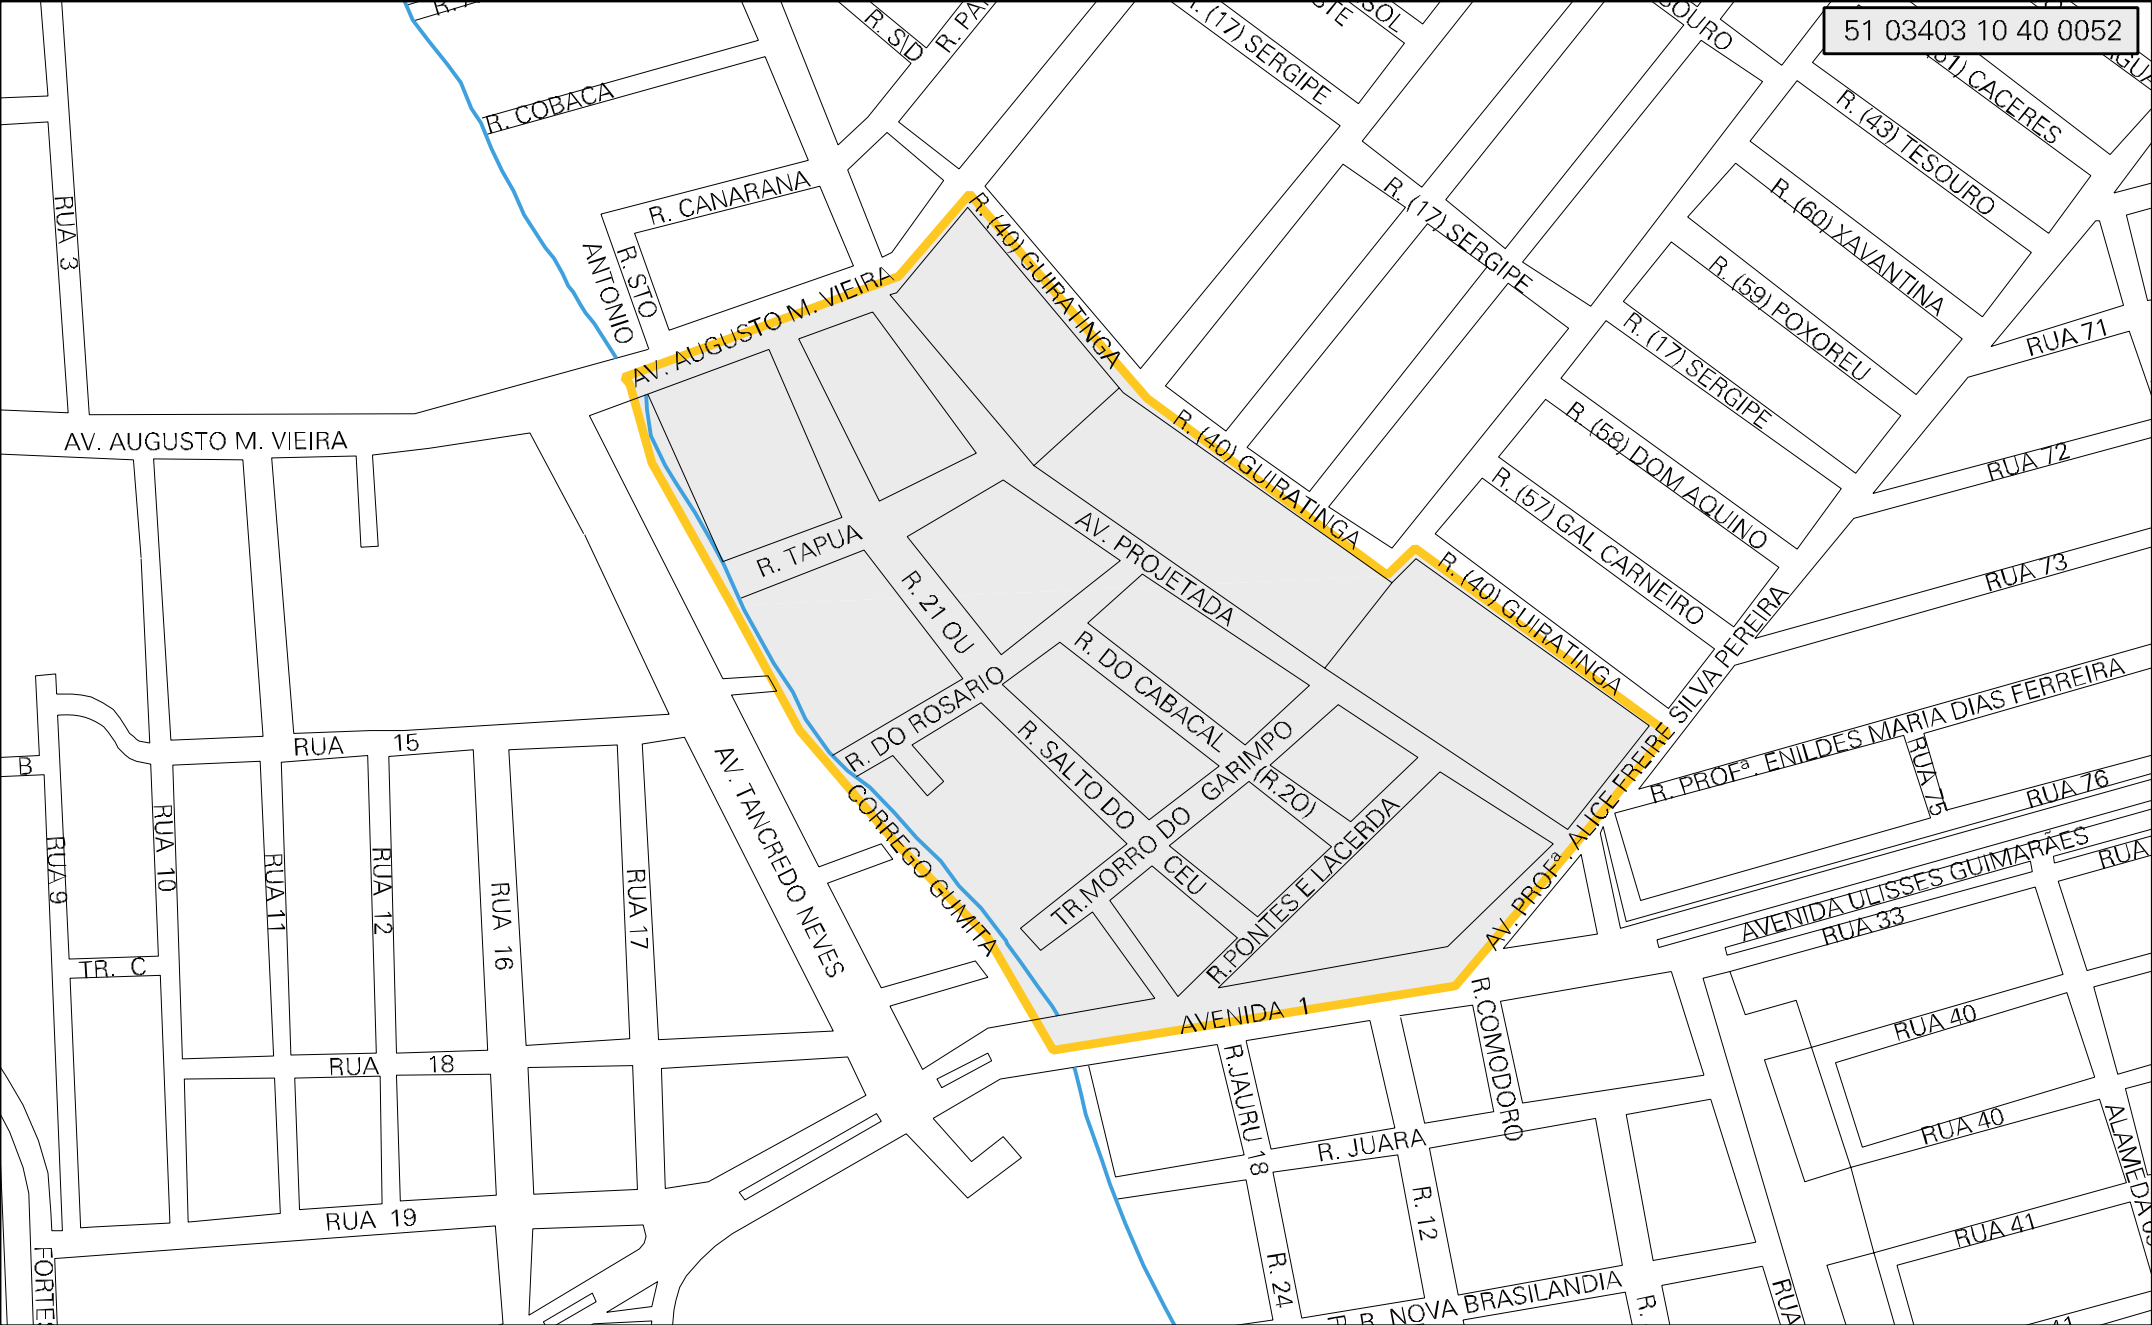 51 03403 10 40 0052
R. COBACA
R. CANARANA
R. STO
ANTONIO
R. S/D
R. (17) SERGIPE
R. (17) SERGIPE
R. (17) SERGIPE
R. (43) TESOURO
R. (60) XAVANTINA
R. (59) POXOREU
R. (58) DOM AQUINO
R. (57) GAL CARNEIRO
RUA 3
AV. AUGUSTO M. VIEIRA
AV. AUGUSTO M. VIEIRA
R. (40) GUIRATINGA
R. (40) GUIRATINGA
R. (40) GUIRATINGA
RUA 71
RUA 72
RUA 73
R. TAPUA
R. 21 OU
AV. PROJETADA
R. DO ROSARIO
R. DO CABACAL
(R.20)
R. SALTO DO
CEU
TR.MORRO DO GARIMPO
R.PONTES E LACERDA
CORREGO GUMITA
AV. PROFª. ALICE FREIRE SILVA PEREIRA
R. PROFª. ENILDES MARIA DIAS FERREIRA
RUA 75
RUA 76
AVENIDA ULISSES GUIMARÃES
RUA
RUA 33
AVENIDA 1
AV. TANCREDO NEVES
RUA 15
B
RUA 9
RUA 10
RUA 11
RUA 12
RUA 16
RUA 17
TR. C
RUA 18
RUA 19
FORTES
R.JAURU 18
R.COMODORO
R. JUARA
R. 12
R. 24
R. NOVA BRASILANDIA
R.
RUA
RUA 40
RUA 40
RUA 41